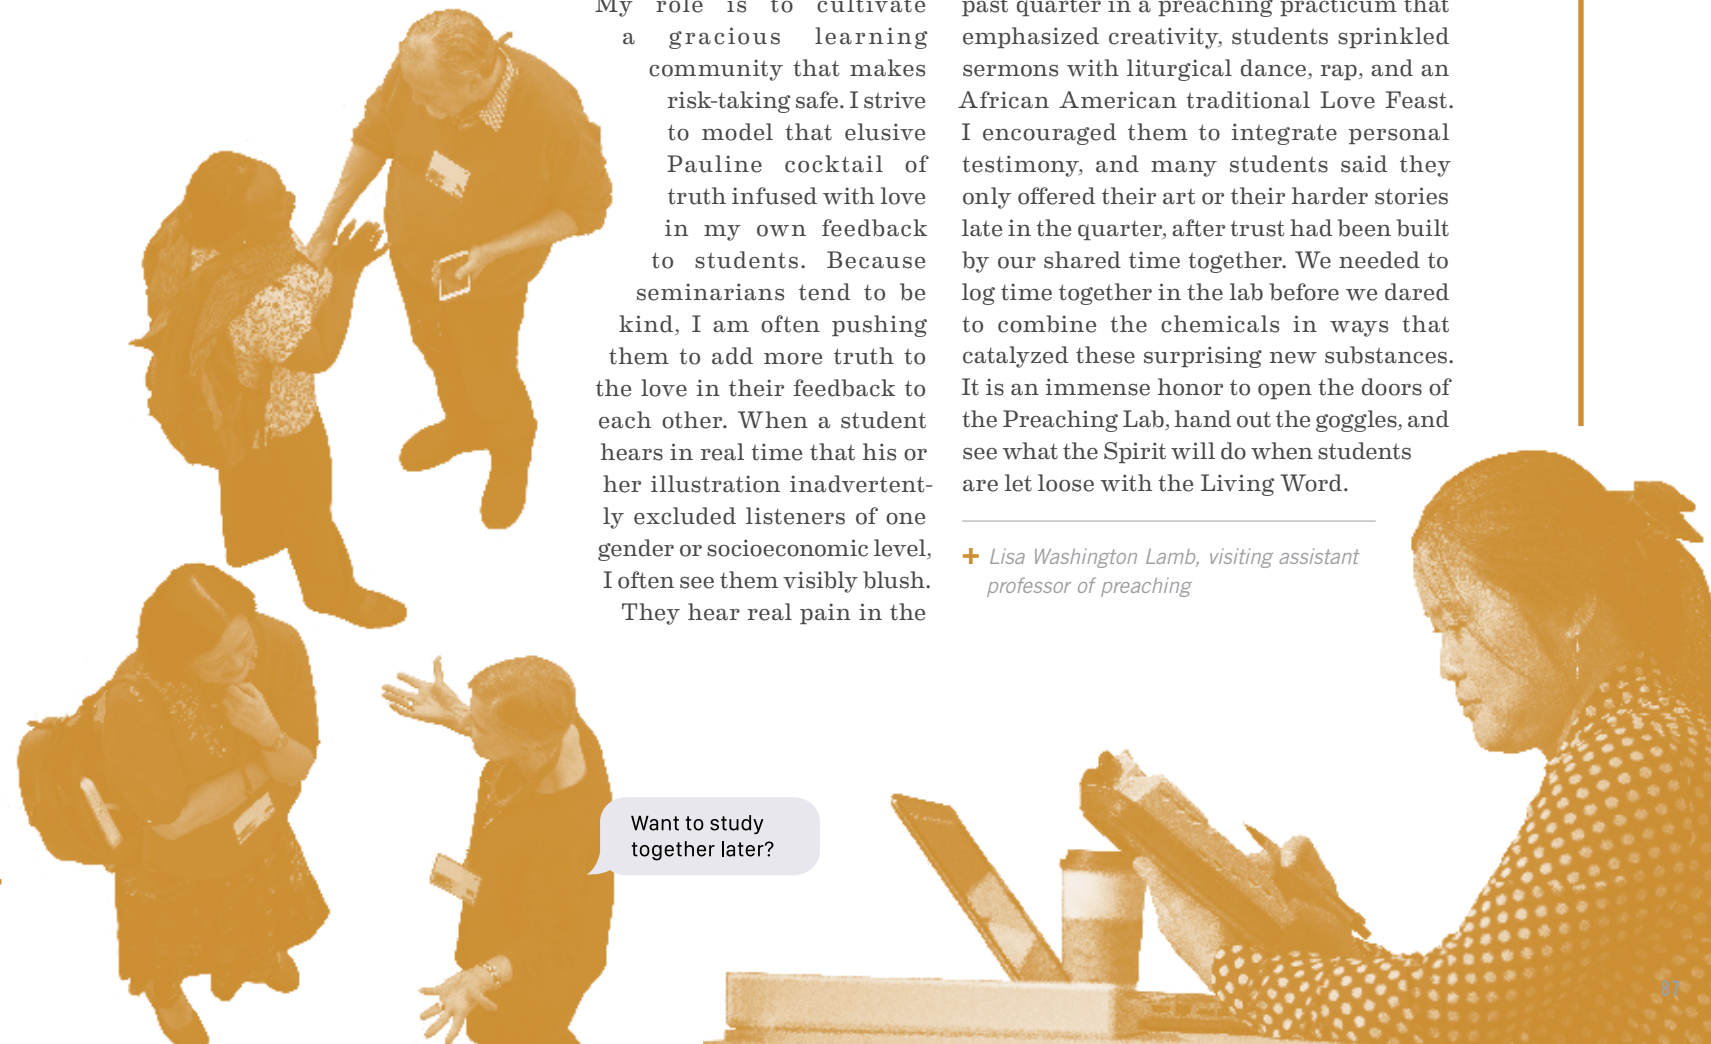 My role is to cultivate
a gracious learning
community that makes
risk-taking safe. I strive
to model that elusive
Pauline cocktail of
truth infused with love
in my own feedback
to students. Because
seminarians tend to be
kind, I am often pushing
them to add more truth to
the love in their feedback to
each other. When a student
hears in real time that his or
her illustration inadvertent-
ly excluded listeners of one
gender or socioeconomic level,
I often see them visibly blush.
They hear real pain in the
past quarter in a preaching practicum that
emphasized creativity, students sprinkled
sermons with liturgical dance, rap, and an
African American traditional Love Feast.
I encouraged them to integrate personal
testimony, and many students said they
only offered their art or their harder stories
late in the quarter, after trust had been built
by our shared time together. We needed to
log time together in the lab before we dared
to combine the chemicals in ways that
catalyzed these surprising new substances.
It is an immense honor to open the doors of
the Preaching Lab, hand out the goggles, and
see what the Spirit will do when students
are let loose with the Living Word.
+ Lisa Washington Lamb, visiting assistant
professor of preaching
Want to study
together later?
87